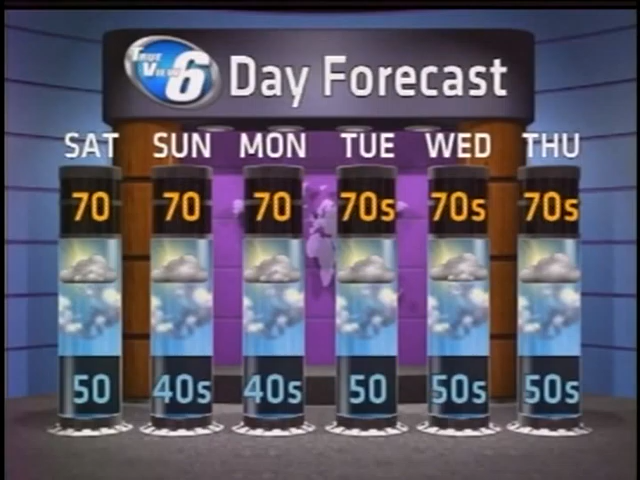 TRUE VIEW 6 Day Forecast
SAT SUN MON TUE WED THU
70 70 70 70s 70s 70s
50 40s 40s 50 50s 50s